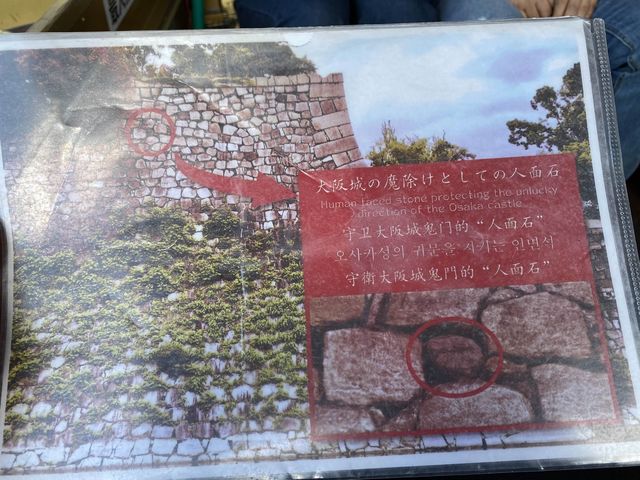 大阪城の魔除けとしての人面石
Human faced stone protecting the unlucky
direction of the Osaka castle
守卫大阪城鬼门的“人面石”
오사카성의 귀문을 지키는 인면석
守衛大阪城鬼門的“人面石”